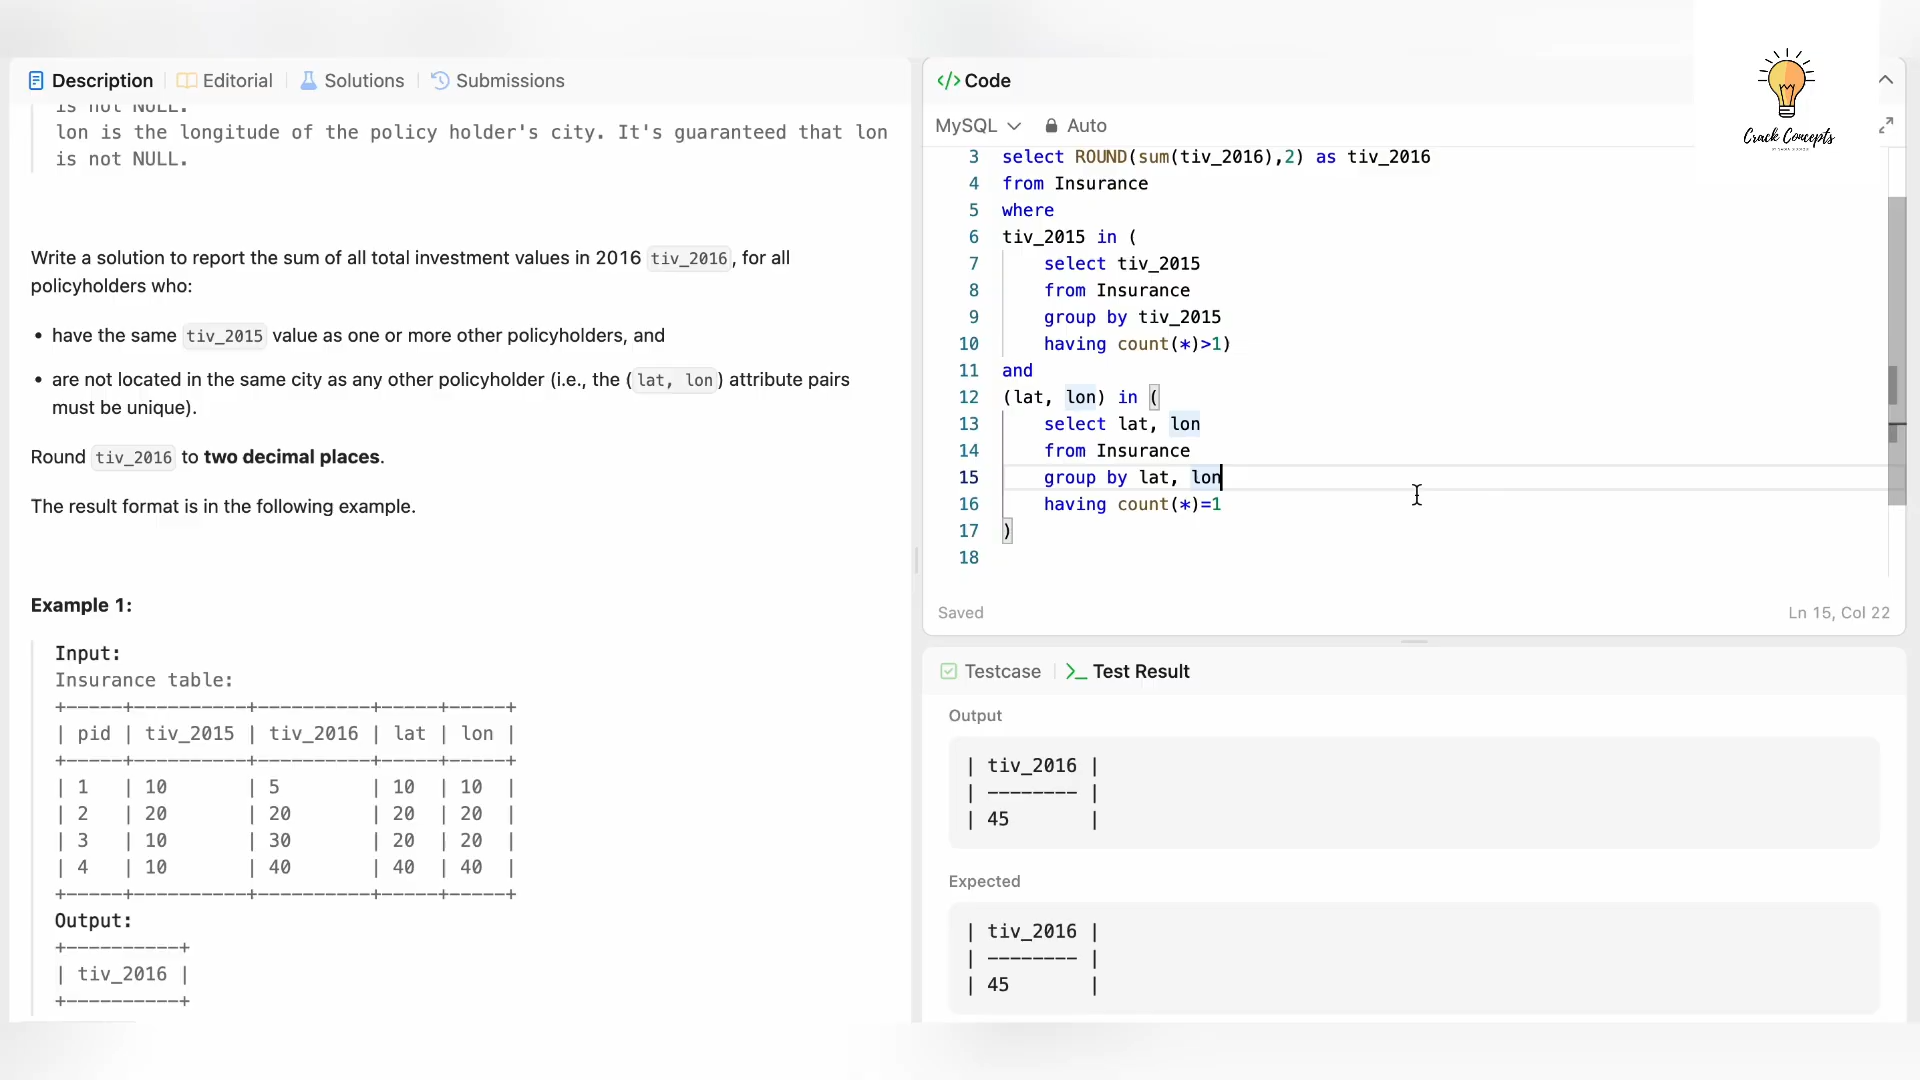 Description
Editorial
Solutions
Submissions
is not NULL.
lon is the longitude of the policy holder's city. It's guaranteed that lon
is not NULL.
Write a solution to report the sum of all total investment values in 2016 tiv_2016, for all
policyholders who:
• have the same tiv_2015 value as one or more other policyholders, and
• are not located in the same city as any other policyholder (i.e., the (lat, lon) attribute pairs
must be unique).
Round tiv_2016 to two decimal places.
The result format is in the following example.
Example 1:
Input:
Insurance table:
+-----+----------+----------+-----+-----+
| pid | tiv_2015 | tiv_2016 | lat | lon |
+-----+----------+----------+-----+-----+
| 1   | 10       | 5        | 10  | 10  |
| 2   | 20       | 20       | 20  | 20  |
| 3   | 10       | 30       | 20  | 20  |
| 4   | 10       | 40       | 40  | 40  |
+-----+----------+----------+-----+-----+
Output:
+----------+
| tiv_2016 |
+----------+
</> Code
MySQL
Auto
3 select ROUND(sum(tiv_2016),2) as tiv_2016
4 from Insurance
5 where
6 tiv_2015 in (
7     select tiv_2015
8     from Insurance
9     group by tiv_2015
10     having count(*)>1)
11 and
12 (lat, lon) in (
13     select lat, lon
14     from Insurance
15     group by lat, lon
16     having count(*)=1
17 )
18
Saved
Ln 15, Col 22
Testcase
>_ Test Result
Output
| tiv_2016 |
| -------- |
| 45       |
Expected
| tiv_2016 |
| -------- |
| 45       |
Crack Concepts